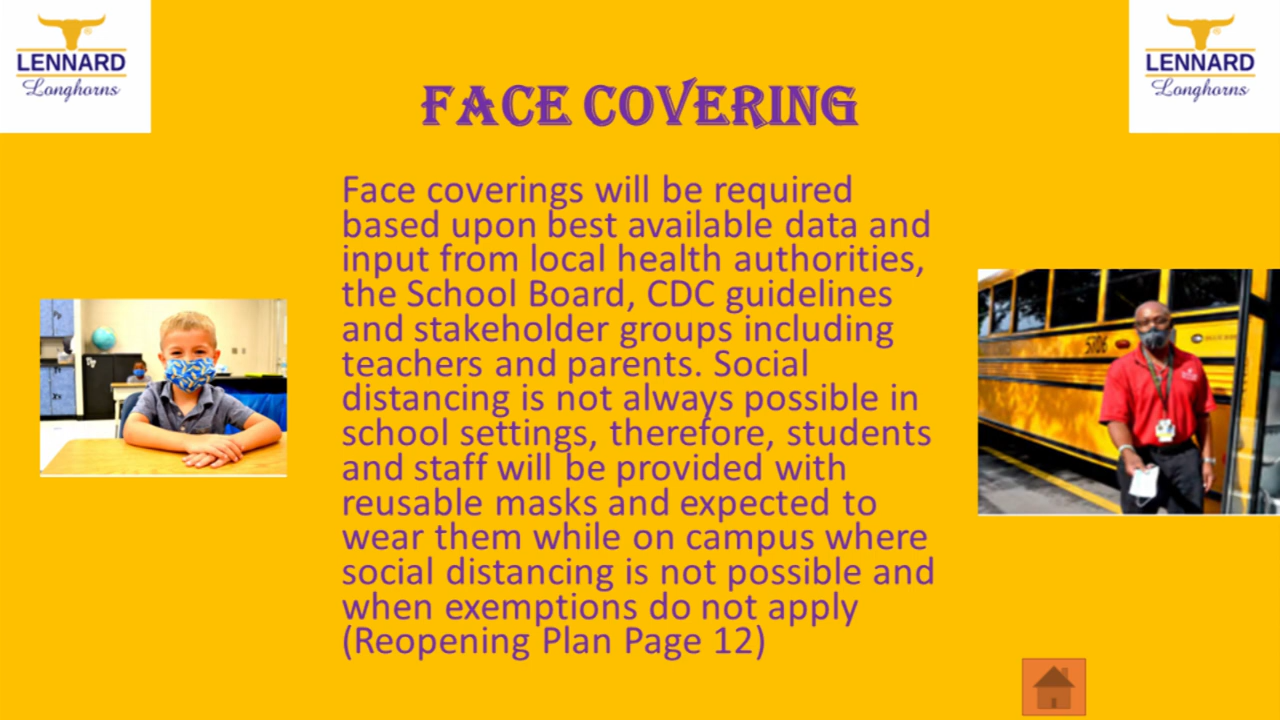 LENNARD
Longhorns
LENNARD
Longhorns
FACE COVERING
Face coverings will be required
based upon best available data and
input from local health authorities,
the School Board, CDC guidelines
and stakeholder groups including
teachers and parents. Social
distancing is not always possible in
school settings, therefore, students
and staff will be provided with
reusable masks and expected to
wear them while on campus where
social distancing is not possible and
when exemptions do not apply
(Reopening Plan Page 12)